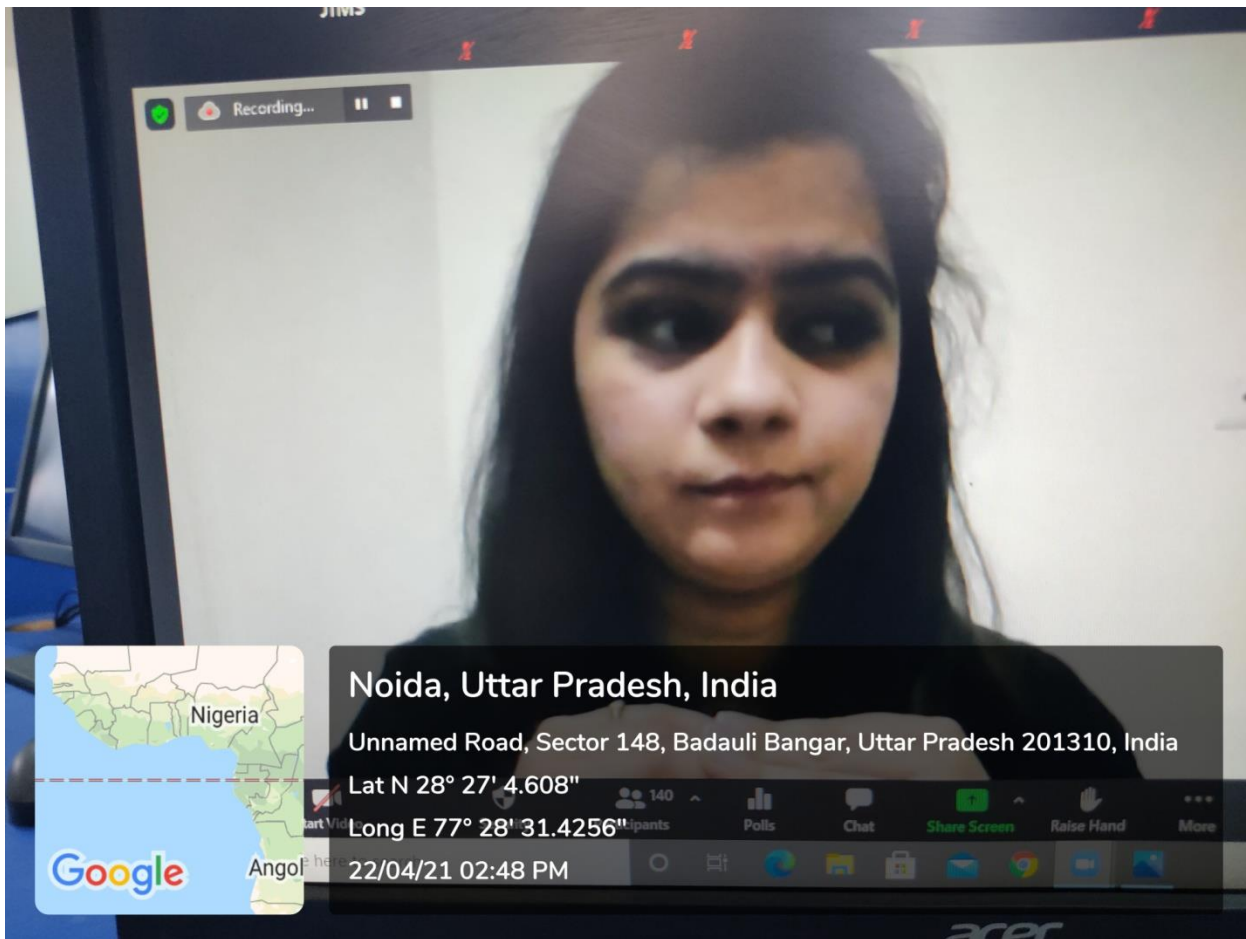 JIMS
Recording...
Noida, Uttar Pradesh, India
Nigeria
Unnamed Road, Sector 148, Badauli Bangar, Uttar Pradesh 201310, India
Lat N 28° 27' 4.608"
140
Long E 77° 28' 31.4256"
Polls
Chat
Share Screen
Raise Hand
More
Google
Angol
22/04/21 02:48 PM
acer